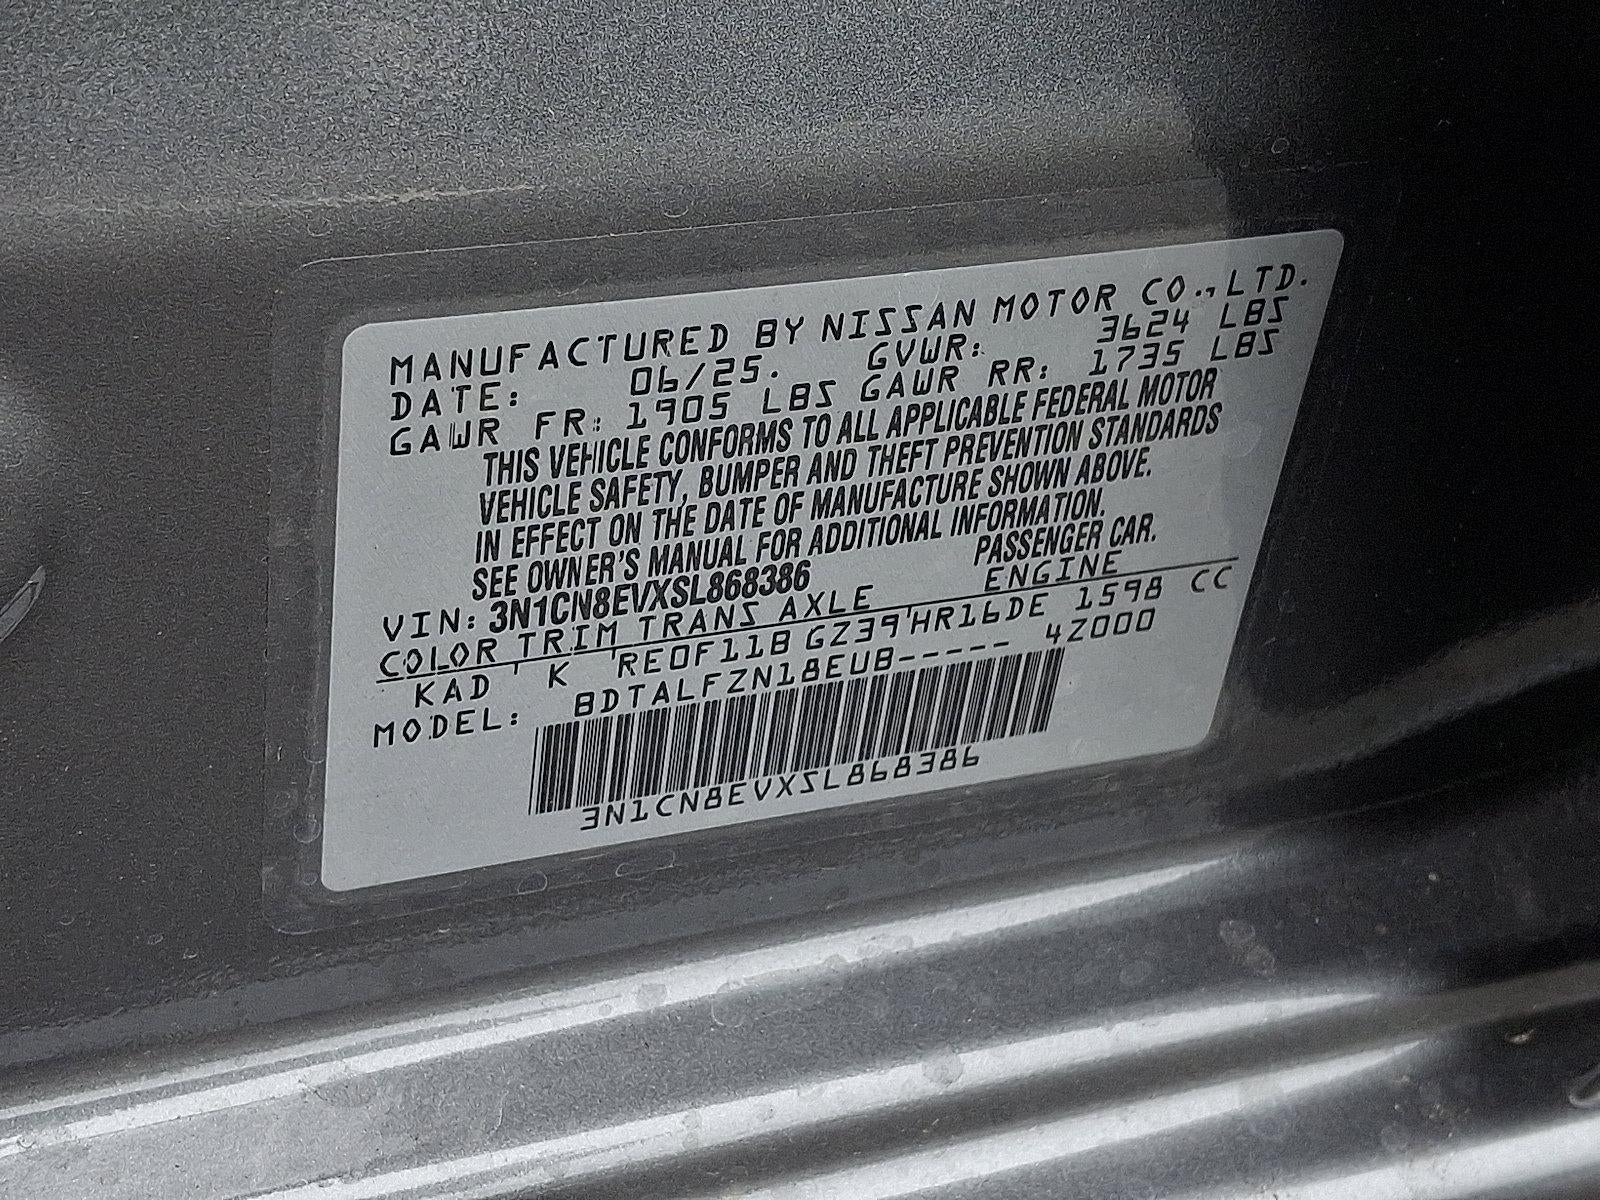 MANUFACTURED BY NISSAN MOTOR CO., LTD.
DATE: 06/25. GVWR: 3624 LBS
GAWR FR: 1905 LBS GAWR RR: 1735 LBS
THIS VEHICLE CONFORMS TO ALL APPLICABLE FEDERAL MOTOR
VEHICLE SAFETY, BUMPER AND THEFT PREVENTION STANDARDS
IN EFFECT ON THE DATE OF MANUFACTURE SHOWN ABOVE.
SEE OWNER'S MANUAL FOR ADDITIONAL INFORMATION.
VIN: 3N1CN8EVXSL868386 PASSENGER CAR.
COLOR TRIM TRANS AXLE ENGINE
KAD K RE0F11B GZ39 HR16DE 1598 CC
MODEL: BDTALFZN18EUB----- 4Z000
3N1CN8EVXSL868386